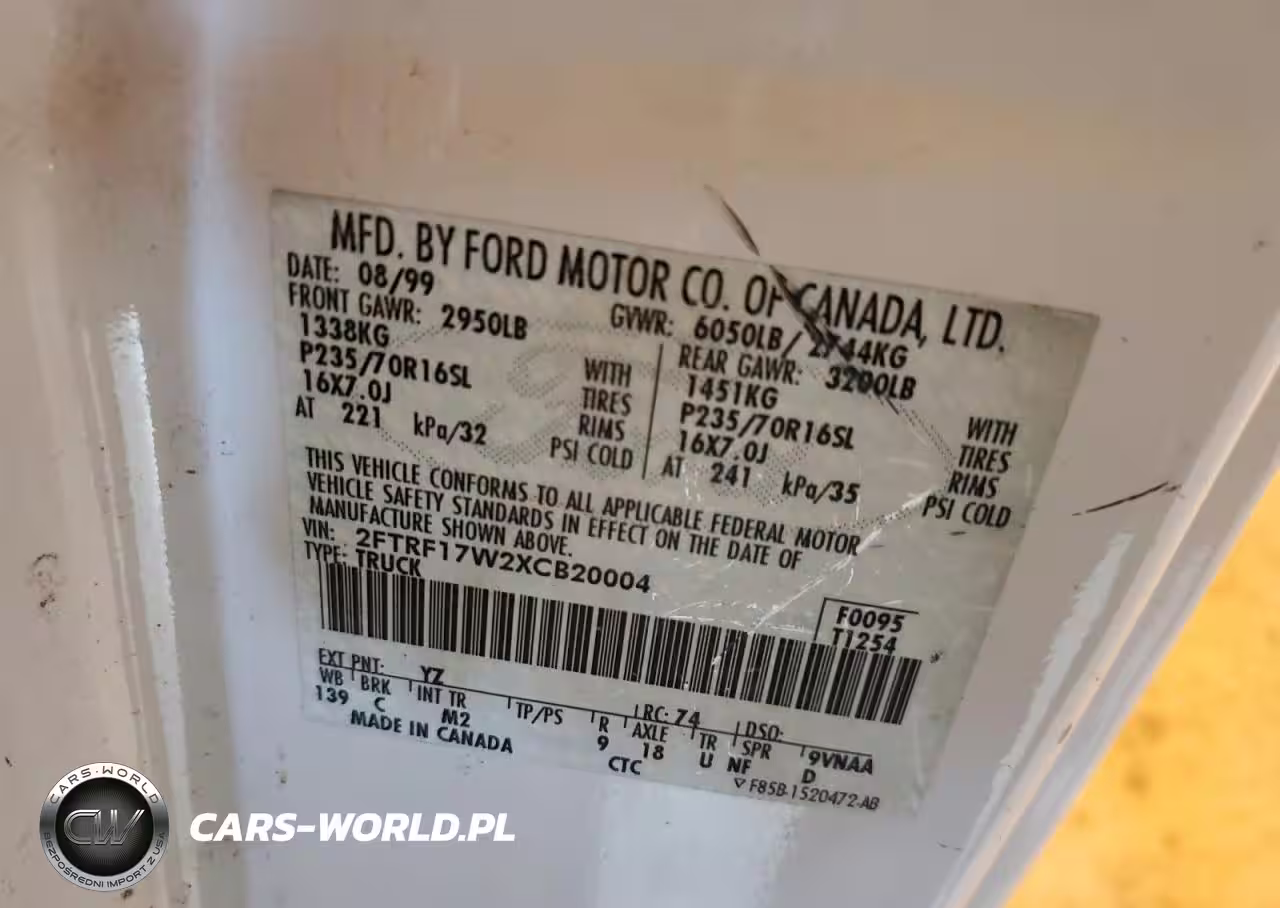 MFD. BY FORD MOTOR CO. OF CANADA, LTD.
DATE: 08/99 GVWR: 6050LB/2744KG
FRONT GAWR: 2950LB REAR GAWR: 3200LB
1338KG WITH 1451KG WITH
P235/70R16SL TIRES P235/70R16SL TIRES
16X7.0J RIMS 16X7.0J RIMS
AT 221 kPa/32 PSI COLD AT 241 kPa/35 PSI COLD
THIS VEHICLE CONFORMS TO ALL APPLICABLE FEDERAL MOTOR
VEHICLE SAFETY STANDARDS IN EFFECT ON THE DATE OF
MANUFACTURE SHOWN ABOVE.
VIN: 2FTRF17W2XCB20004
TYPE: TRUCK
F0095
T1254
EXT PNT: YZ RC: 74 DSO:
WB BRK INT TR TP/PS R AXLE TR SPR 9VNAA
139 C M2 9 18 U NF D
MADE IN CANADA CTC
F85B-1520472-AB
CARS-WORLD
CW
BEZPOŚREDNI IMPORT Z USA
CARS-WORLD.PL